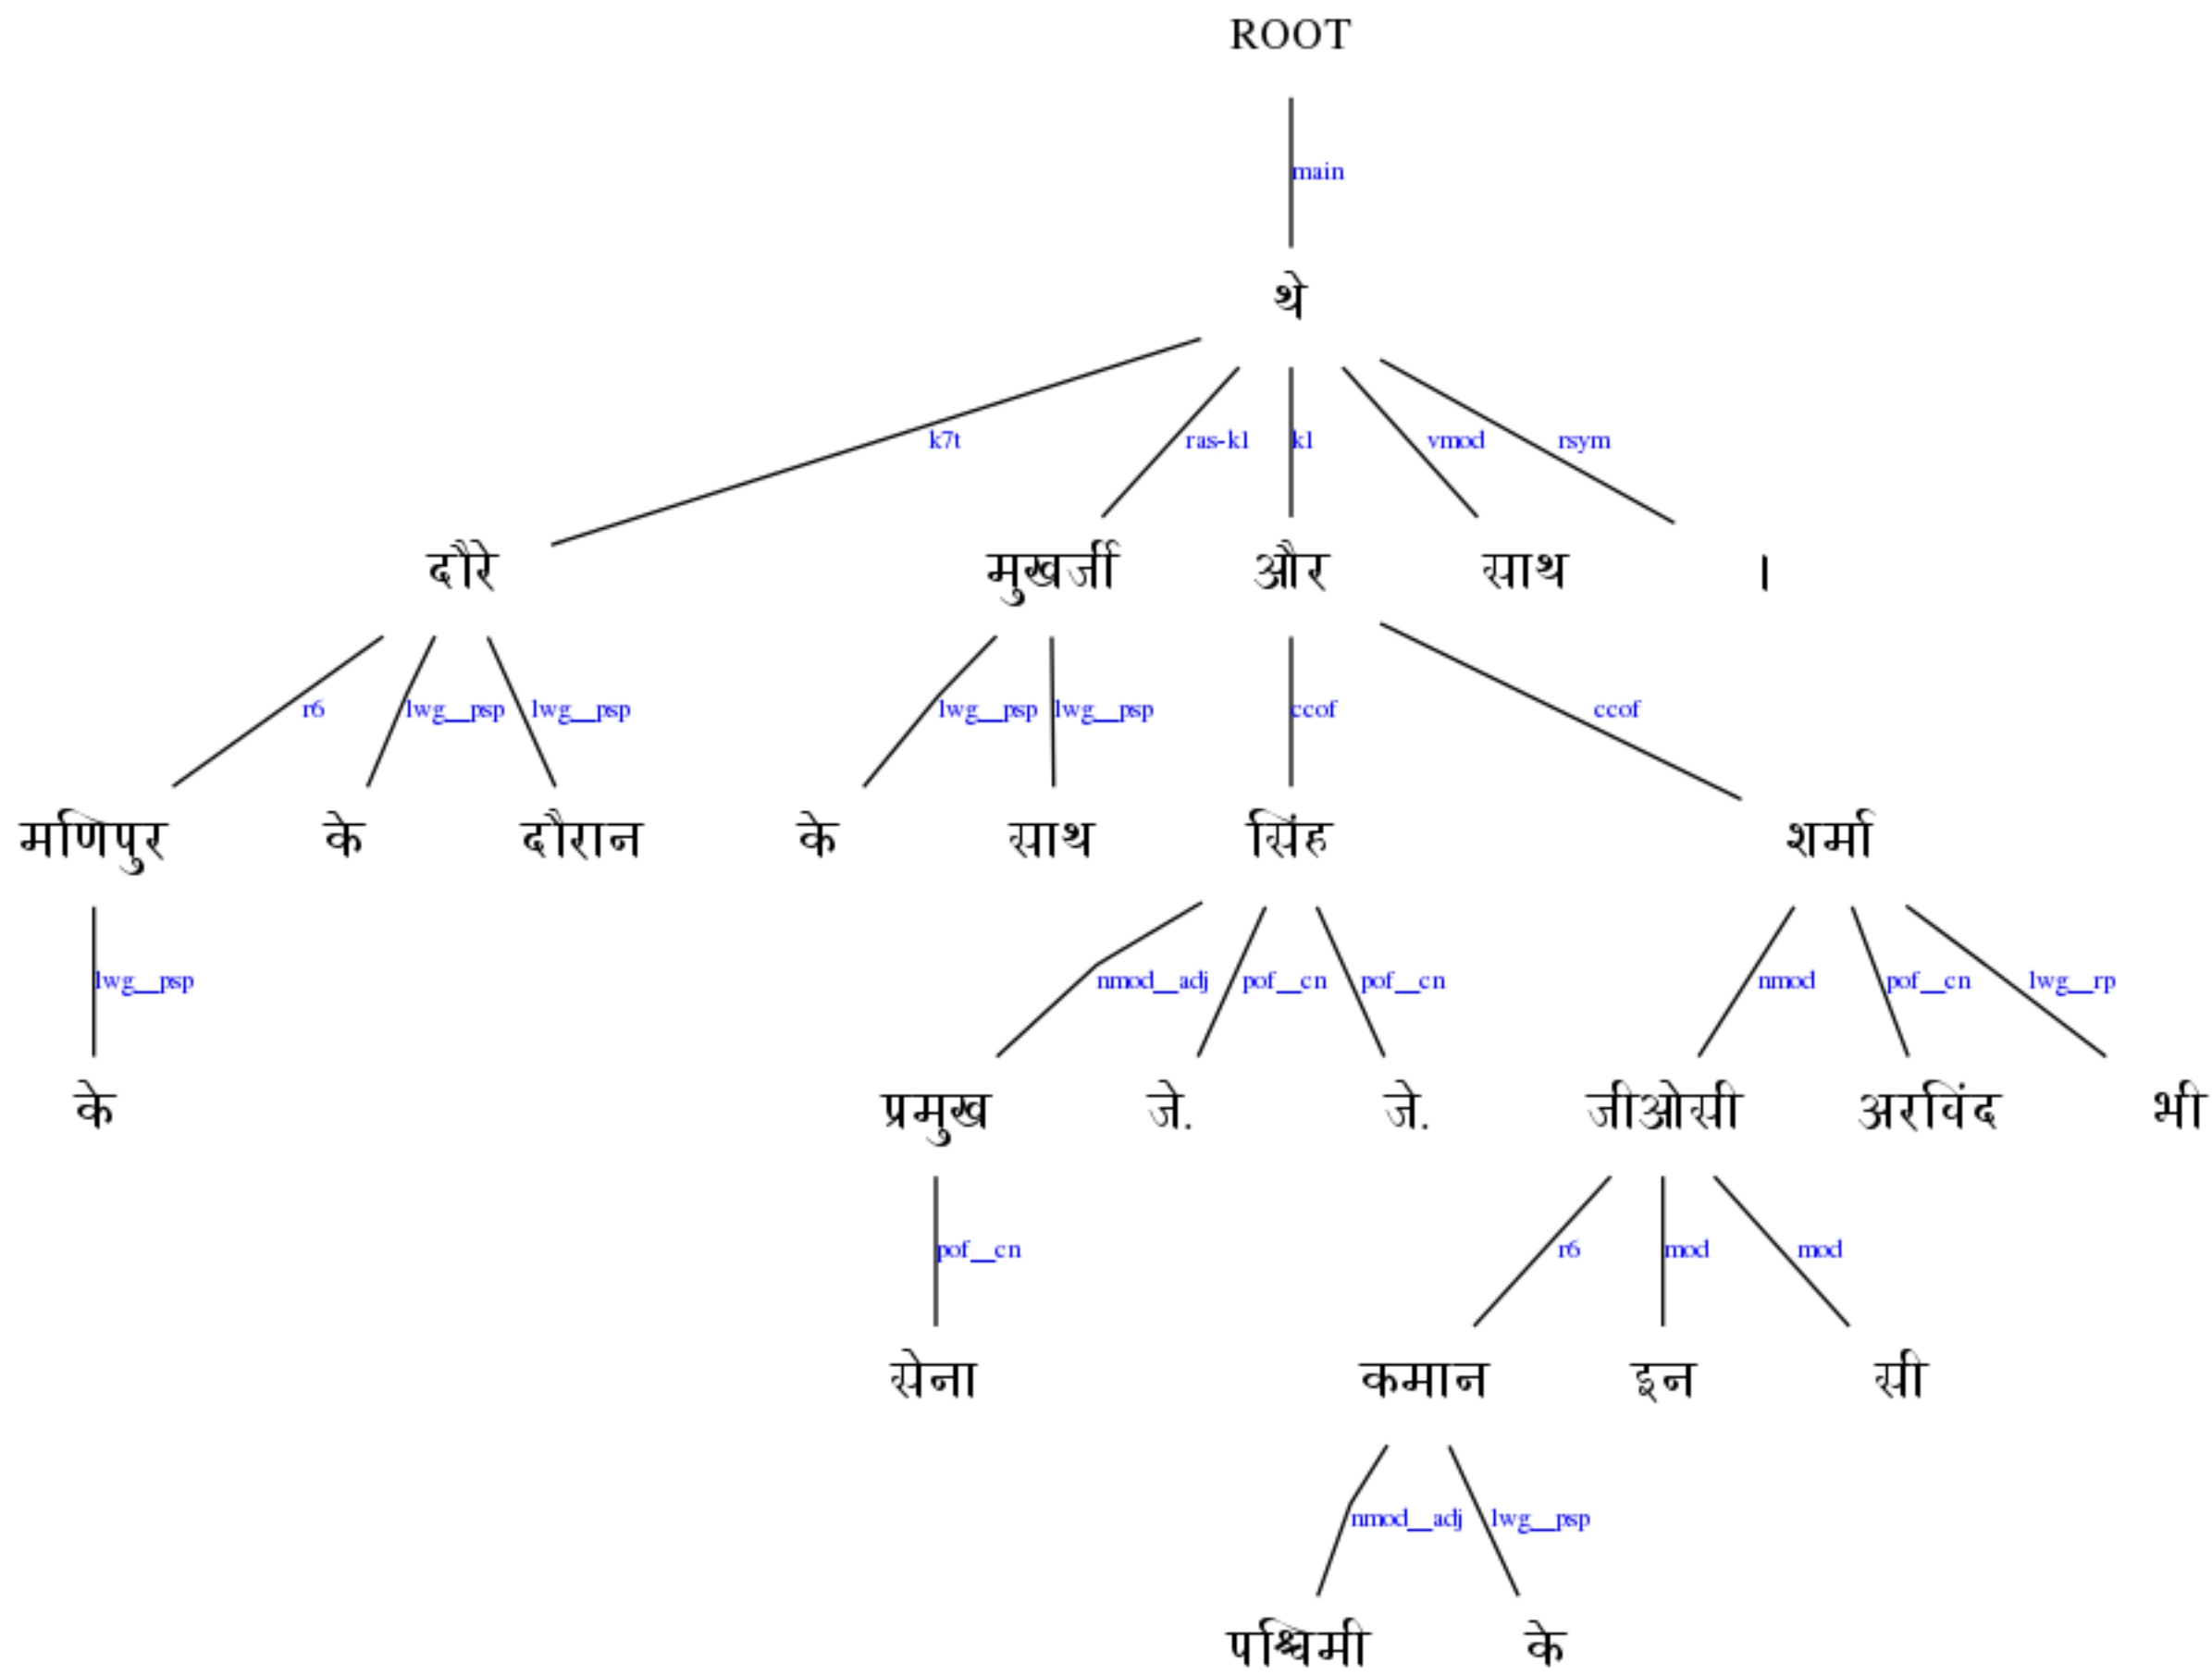 ROOT
main
थे
k7t ras-k1 k1 vmod rsym
दौरे मुखर्जी और साथ ।
r6 lwg__psp lwg__psp lwg__psp lwg__psp ccof ccof
मणिपुर के दौरान के साथ सिंह शर्मा
lwg__psp nmod__adj pof__cn pof__cn nmod pof__cn lwg__rp
के प्रमुख जे. जे. जीओसी अरविंद भी
pof__cn r6 mod mod
सेना कमान इन सी
nmod__adj lwg__psp
पश्चिमी के